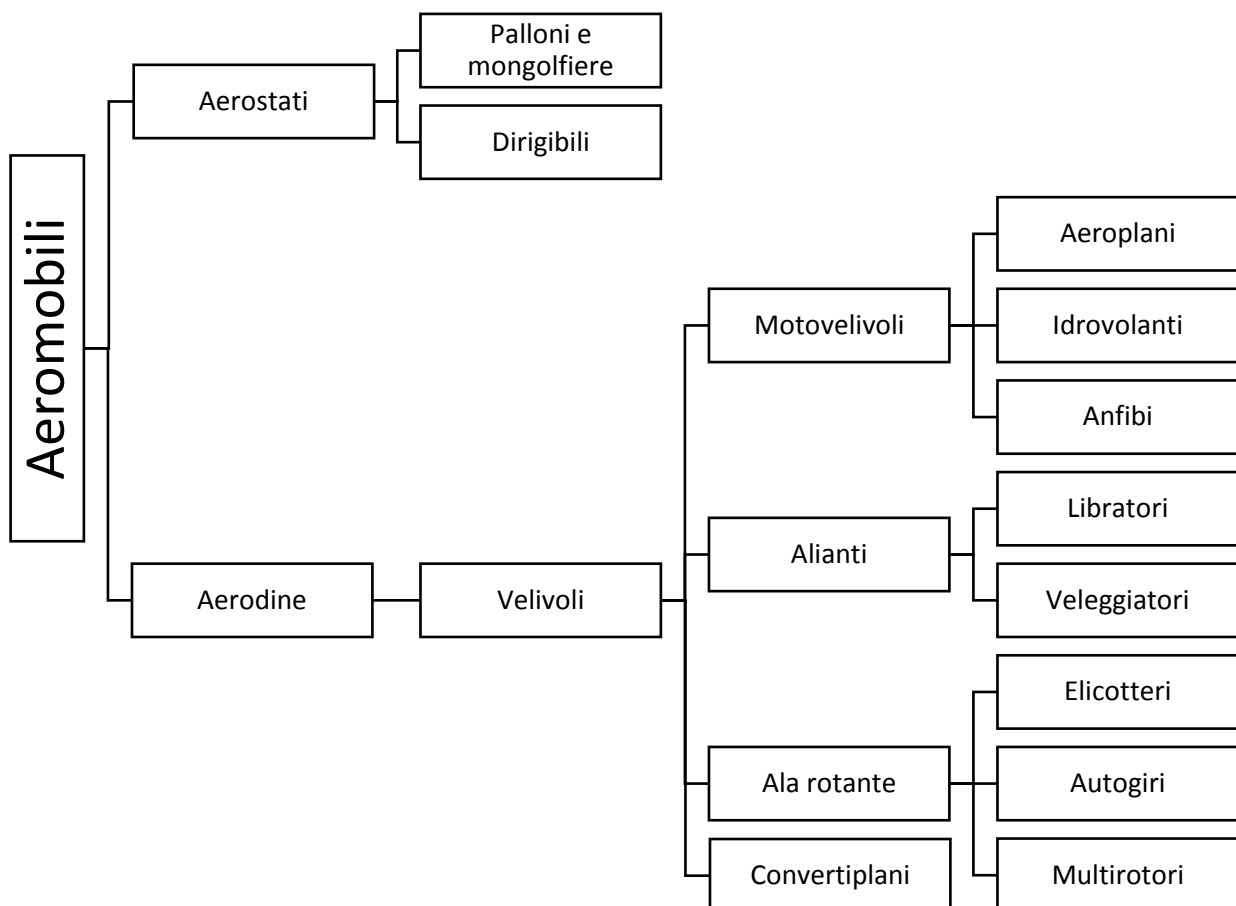 Aeromobili
Aerostati
Palloni e
mongolfiere
Dirigibili
Aerodine
Velivoli
Motovelivoli
Aeroplani
Idrovolanti
Anfibi
Alianti
Libratori
Veleggiatori
Ala rotante
Elicotteri
Autogiri
Multirotori
Convertiplani